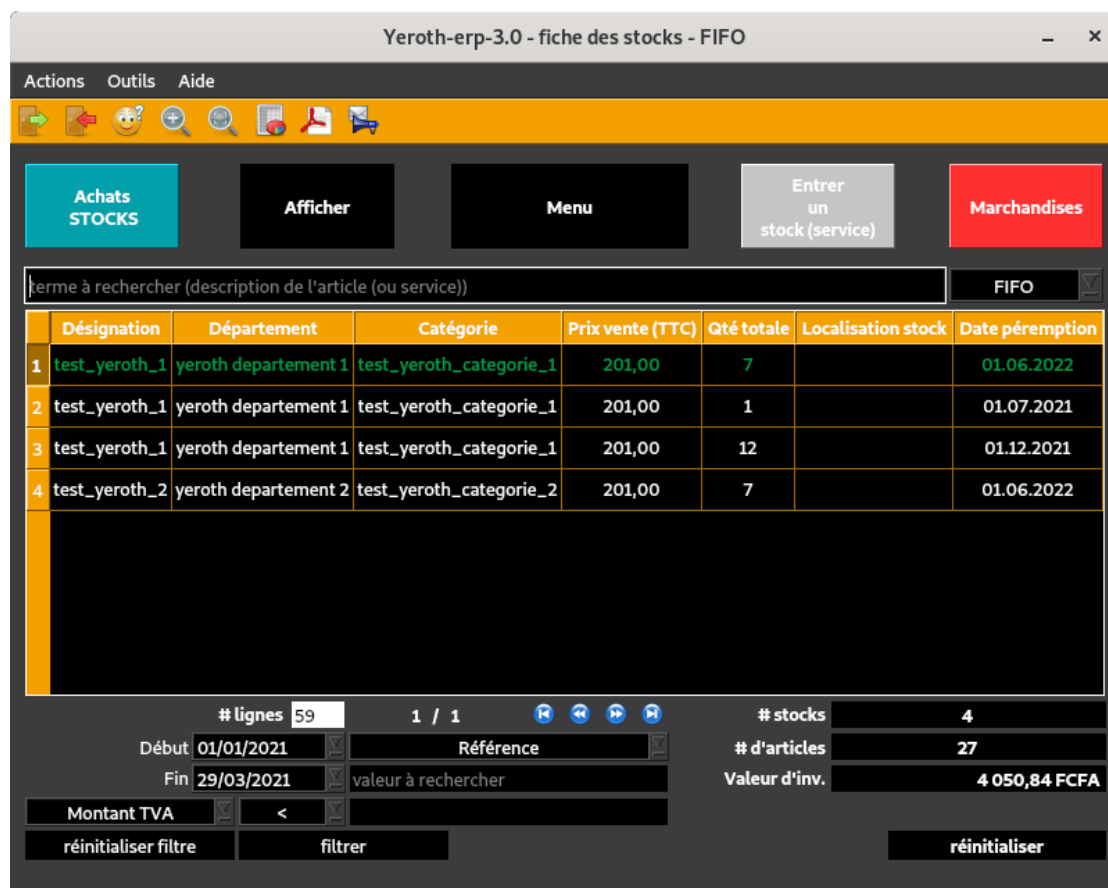 Yeroth-erp-3.0 - fiche des stocks - FIFO
Actions Outils Aide
Achats
STOCKS
Afficher
Menu
Entrer
un
stock (service)
Marchandises
terme à rechercher (description de l'article (ou service))
FIFO
Désignation Département Catégorie Prix vente (TTC) Qté totale Localisation stock Date péremption
1 test_yeroth_1 yeroth departement 1 test_yeroth_categorie_1 201,00 7 01.06.2022
2 test_yeroth_1 yeroth departement 1 test_yeroth_categorie_1 201,00 1 01.07.2021
3 test_yeroth_1 yeroth departement 1 test_yeroth_categorie_1 201,00 12 01.12.2021
4 test_yeroth_2 yeroth departement 2 test_yeroth_categorie_2 201,00 7 01.06.2022
# lignes 59 1 / 1 # stocks 4
Début 01/01/2021 Référence # d'articles 27
Fin 29/03/2021 valeur à rechercher Valeur d'inv. 4 050,84 FCFA
Montant TVA <
réinitialiser filtre filtrer réinitialiser